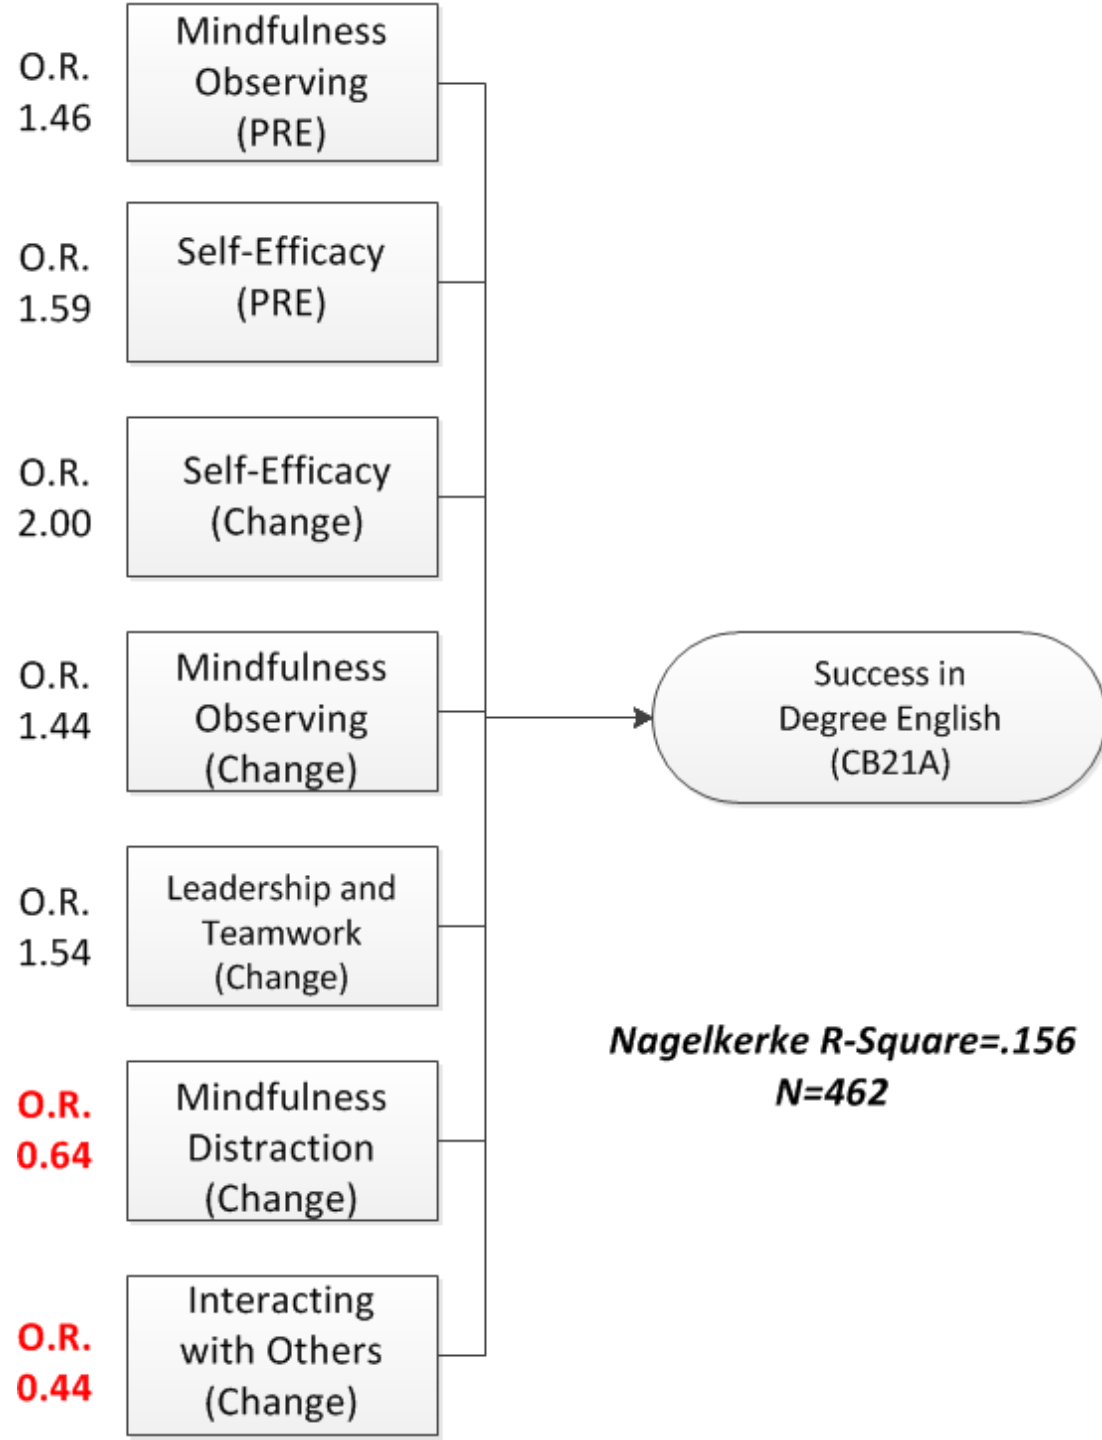 O.R.
1.46
Mindfulness
Observing
(PRE)
O.R.
1.59
Self-Efficacy
(PRE)
O.R.
2.00
Self-Efficacy
(Change)
O.R.
1.44
Mindfulness
Observing
(Change)
Success in
Degree English
(CB21A)
O.R.
1.54
Leadership and
Teamwork
(Change)
Nagelkerke R-Square=.156
N=462
O.R.
0.64
Mindfulness
Distraction
(Change)
O.R.
0.44
Interacting
with Others
(Change)